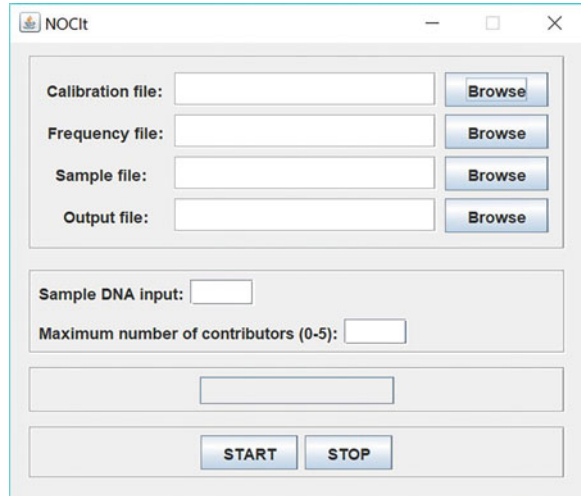 NOCIt
Calibration file: Browse
Frequency file: Browse
Sample file: Browse
Output file: Browse
Sample DNA input:
Maximum number of contributors (0-5):
START STOP